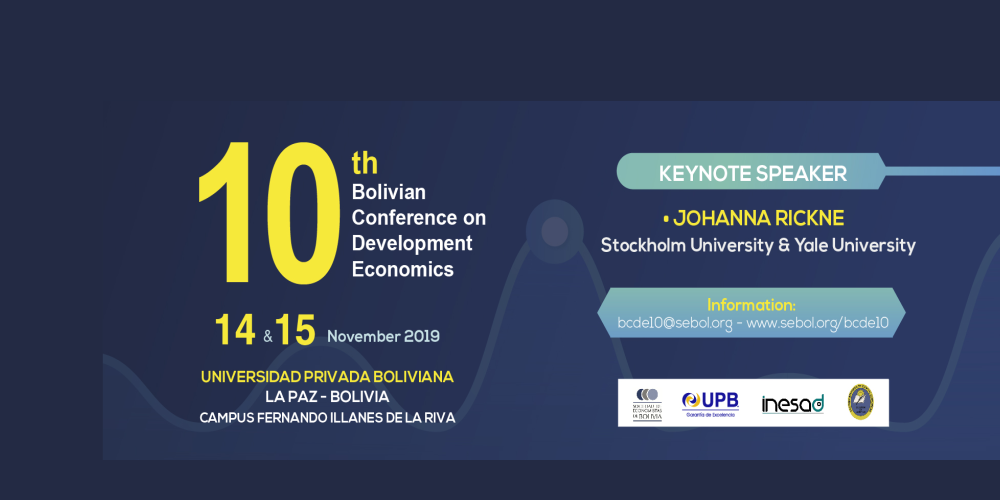 10th
Bolivian
Conference on
Development
Economics
14 & 15 November 2019
UNIVERSIDAD PRIVADA BOLIVIANA
LA PAZ - BOLIVIA
CAMPUS FERNANDO ILLANES DE LA RIVA
KEYNOTE SPEAKER
• JOHANNA RICKNE
Stockholm University & Yale University
Information:
bcde10@sebol.org - www.sebol.org/bcde10
SOCIEDAD DE
ECONOMISTAS
DE BOLIVIA
UPB
Garantía de Excelencia
inesad